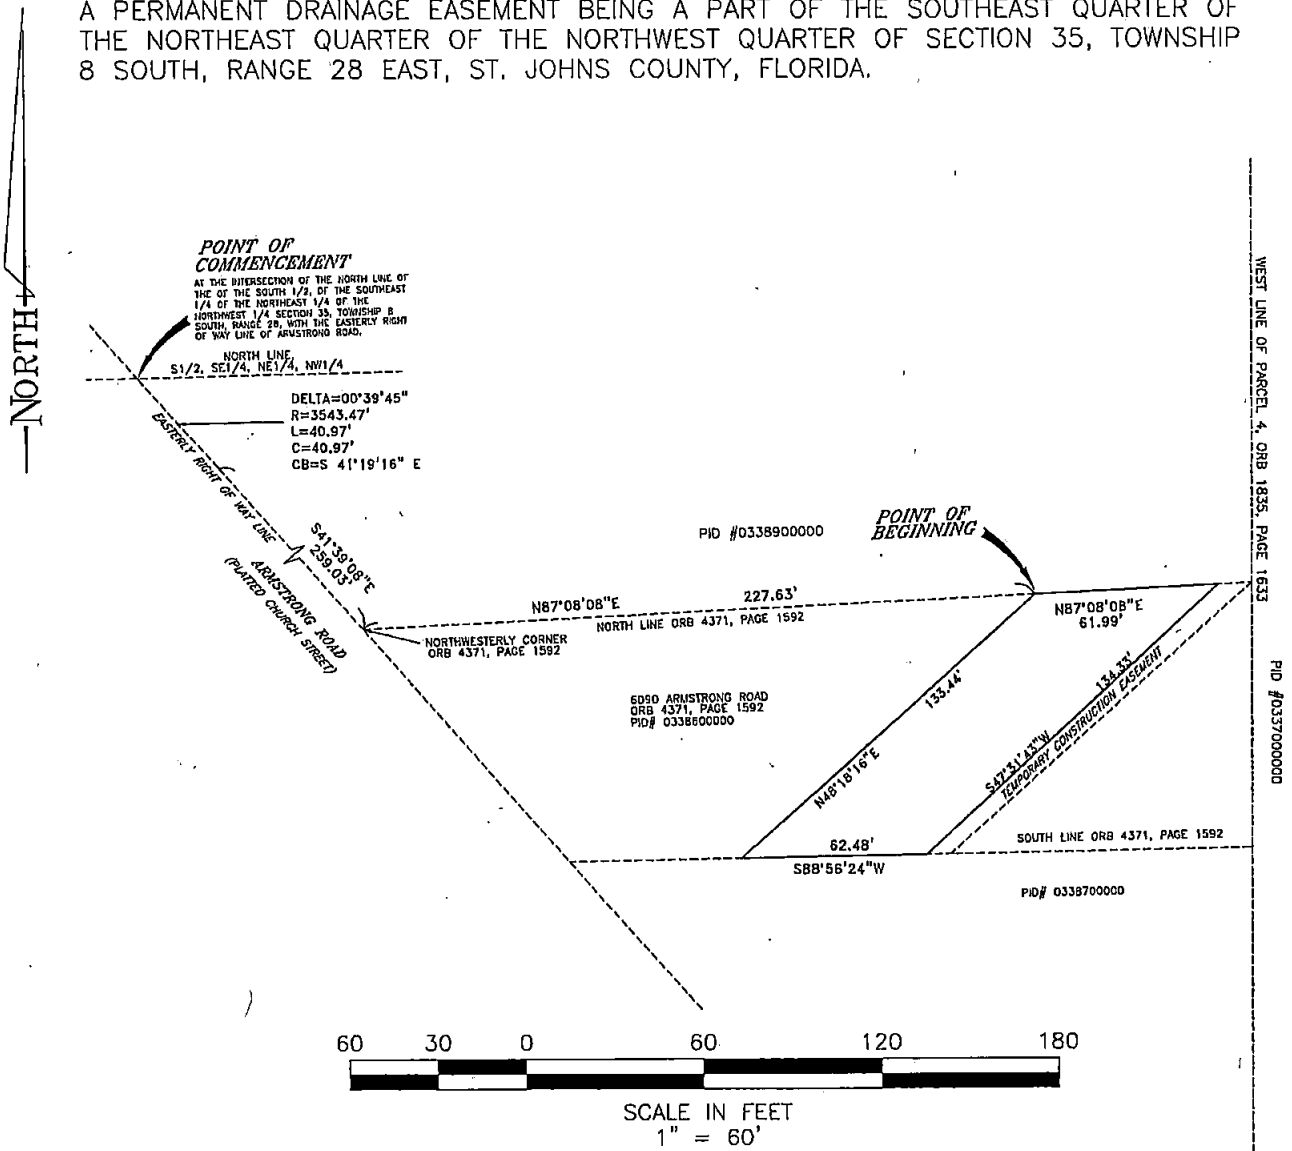 A PERMANENT DRAINAGE EASEMENT BEING A PART OF THE SOUTHEAST QUARTER OF
THE NORTHEAST QUARTER OF THE NORTHWEST QUARTER OF SECTION 35, TOWNSHIP
8 SOUTH, RANGE 28 EAST, ST. JOHNS COUNTY, FLORIDA.
NORTH
POINT OF
COMMENCEMENT
AT THE INTERSECTION OF THE NORTH LINE OF
THE OF THE SOUTH 1/2, OF THE SOUTHEAST
1/4 OF THE NORTHEAST 1/4 OF THE
NORTHWEST 1/4 SECTION 35, TOWNSHIP 8
SOUTH, RANGE 28, WITH THE EASTERLY RIGHT
OF WAY LINE OF ARMSTRONG ROAD.
NORTH LINE,
S1/2, SE1/4, NE1/4, NW1/4
DELTA=00°39'45"
R=3543.47'
L=40.97'
C=40.97'
CB=S 41°19'16" E
EASTERLY RIGHT OF WAY LINE
S41°39'08"E
259.03'
ARMSTRONG ROAD
(PLATTED CHURCH STREET)
PID #0338900000
POINT OF
BEGINNING
N87°08'08"E 227.63'
NORTH LINE ORB 4371, PAGE 1592
NORTHWESTERLY CORNER
ORB 4371, PAGE 1592
N87°08'08"E
61.99'
6090 ARMSTRONG ROAD
ORB 4371, PAGE 1592
PID# 0338600000
133.44'
N48°18'16"E
134.33'
S47°31'43"W
TEMPORARY CONSTRUCTION EASEMENT
62.48'
S88°56'24"W
SOUTH LINE ORB 4371, PAGE 1592
PID# 0338700000
WEST LINE OF PARCEL 4, ORB 1835, PAGE 1633
PID #0337000000
60 30 0 60 120 180
SCALE IN FEET
1" = 60'